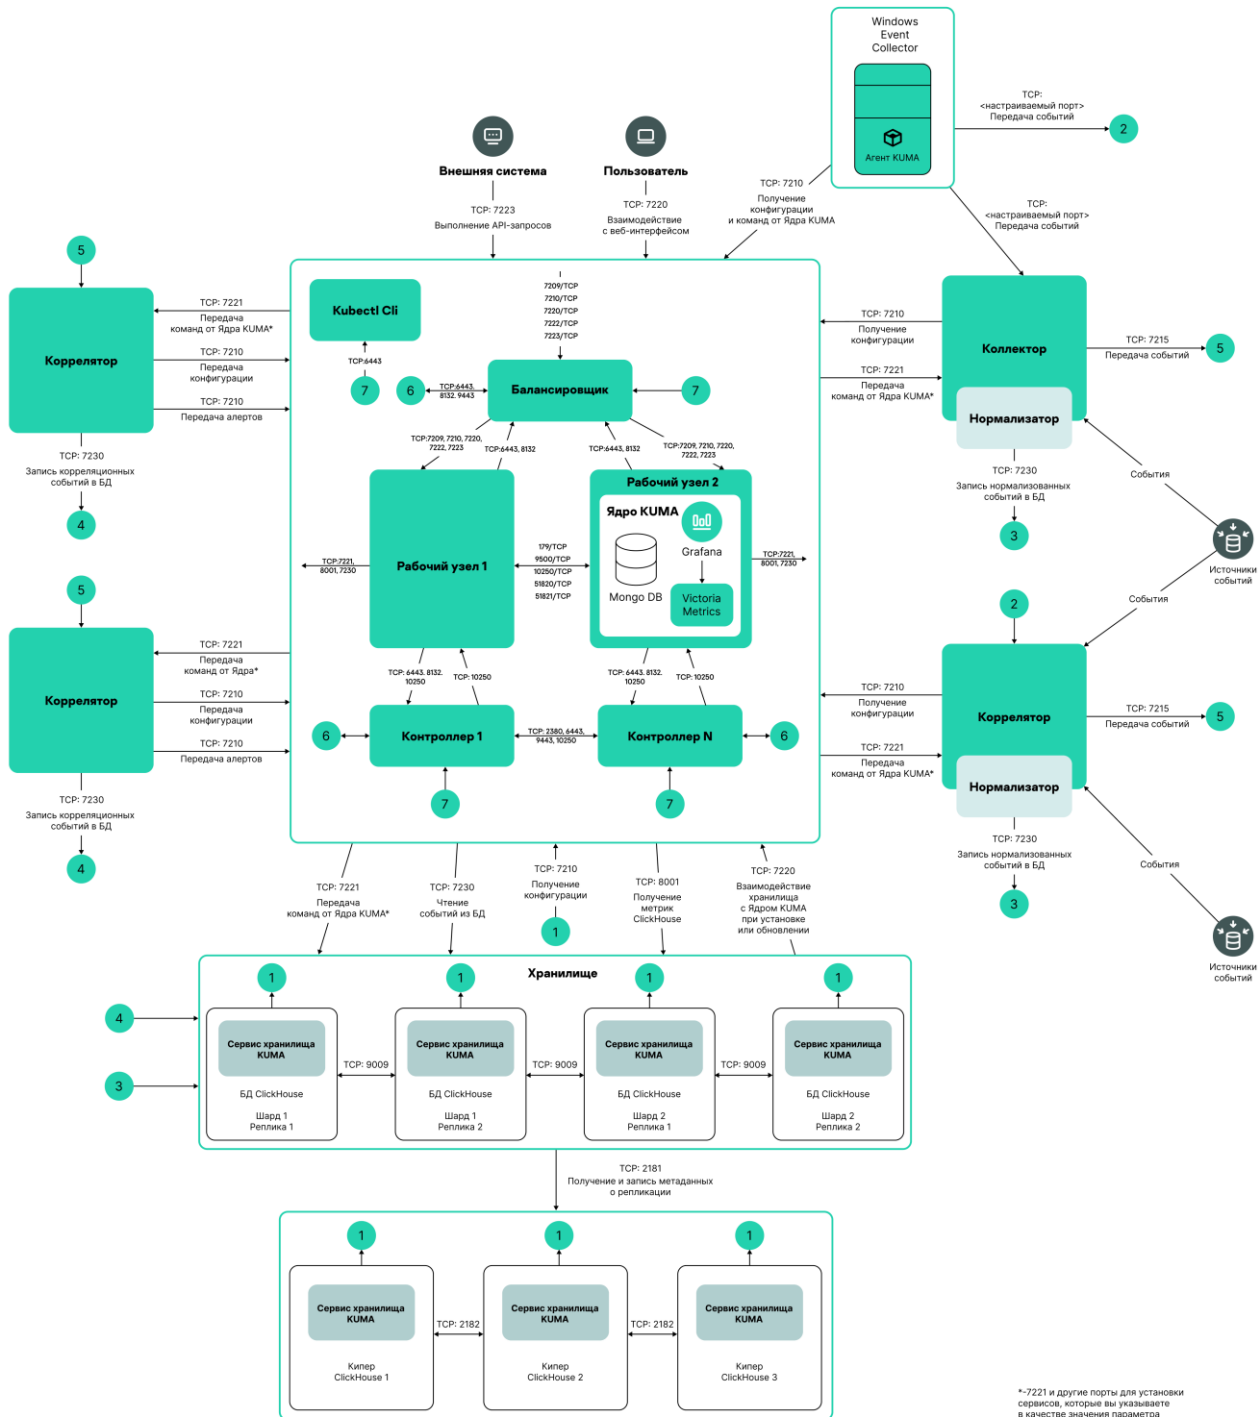 Windows
Event
Collector
Агент KUMA
TCP:
<настраиваемый порт>
Передача событий
2
Внешняя система
Пользователь
TCP: 7223
Выполнение API-запросов
TCP: 7220
Взаимодействие
с веб-интерфейсом
TCP: 7210
Получение
конфигурации
и команд от Ядра KUMA
TCP:
<настраиваемый порт>
Передача событий
5
Коррелятор
TCP: 7221
Передача
команд от Ядра KUMA*
TCP: 7210
Передача
конфигурации
TCP: 7210
Передача алертов
TCP: 7230
Запись корреляционных
событий в БД
4
Kubectl Cli
TCP:6443
7
7209/TCP
7210/TCP
7220/TCP
7222/TCP
7223/TCP
6
TCP:6443.
8132. 9443
Балансировщик
7
TCP:7209, 7210, 7220,
7222, 7223
TCP:6443, 8132
TCP:6443, 8132
TCP:7209, 7210, 7220,
7222, 7223
TCP: 7210
Получение
конфигурации
TCP: 7221
Передача
команд от Ядра KUMA*
Коллектор
Нормализатор
TCP: 7215
Передача событий
5
TCP: 7230
Запись нормализованных
событий в БД
3
События
Источники
событий
События
TCP:7221,
8001, 7230
Рабочий узел 1
179/TCP
9500/TCP
10250/TCP
51820/TCP
51821/TCP
Рабочий узел 2
Ядро KUMA
Mongo DB
Grafana
Victoria
Metrics
TCP:7221,
8001, 7230
5
Коррелятор
TCP: 7221
Передача
команд от Ядра*
TCP: 7210
Передача
конфигурации
TCP: 7210
Передача алертов
TCP: 7230
Запись корреляционных
событий в БД
4
TCP: 6443. 8132.
10250
TCP: 10250
TCP: 6443. 8132.
10250
TCP: 10250
6
Контроллер 1
TCP: 2380, 6443,
9443, 10250
Контроллер N
6
7
7
2
TCP: 7210
Получение
конфигурации
TCP: 7221
Передача
команд от Ядра KUMA*
Коррелятор
Нормализатор
TCP: 7215
Передача событий
5
TCP: 7230
Запись нормализованных
событий в БД
3
События
Источники
событий
TCP: 7221
Передача
команд от Ядра KUMA*
TCP: 7230
Чтение
событий из БД
TCP: 7210
Получение
конфигурации
1
TCP: 8001
Получение
метрик
ClickHouse
TCP: 7220
Взаимодействие
хранилища
с Ядром KUMA
при установке
или обновлении
Хранилище
1
1
1
1
4
3
Сервис хранилища
KUMA
БД ClickHouse
Шард 1
Реплика 1
TCP: 9009
Сервис хранилища
KUMA
БД ClickHouse
Шард 1
Реплика 2
TCP: 9009
Сервис хранилища
KUMA
БД ClickHouse
Шард 2
Реплика 1
TCP: 9009
Сервис хранилища
KUMA
БД ClickHouse
Шард 2
Реплика 2
TCP: 2181
Получение и запись метаданных
о репликации
1
1
1
Сервис хранилища
KUMA
Кипер
ClickHouse 1
TCP: 2182
Сервис хранилища
KUMA
Кипер
ClickHouse 2
TCP: 2182
Сервис хранилища
KUMA
Кипер
ClickHouse 3
*-7221 и другие порты для установки
сервисов, которые вы указываете
в качестве значения параметра